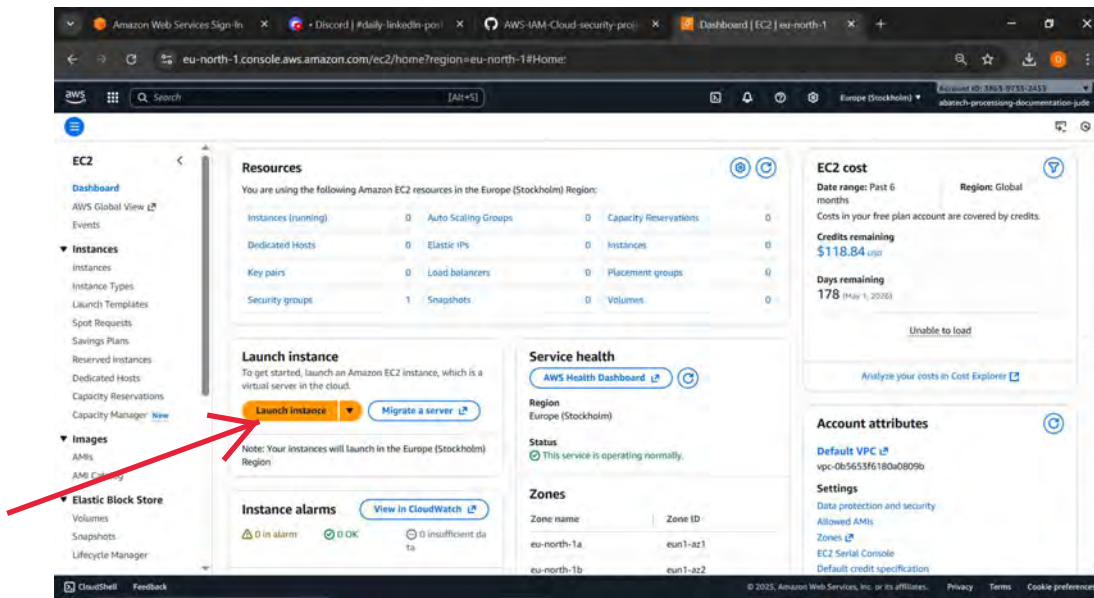 Amazon Web Services Sign-In
• Discord | #daily-linkedin-post
AWS-IAM-Cloud-security-proj
Dashboard | EC2 | eu-north-1
eu-north-1.console.aws.amazon.com/ec2/home?region=eu-north-1#Home:
aws
Search
[Alt+S]
Europe (Stockholm)
abatech-processiong-documentation-jude
EC2
Dashboard
AWS Global View
Events
Instances
Instances
Instance Types
Launch Templates
Spot Requests
Savings Plans
Reserved Instances
Dedicated Hosts
Capacity Reservations
Capacity Manager New
Images
AMIs
AMI Catalog
Elastic Block Store
Volumes
Snapshots
Lifecycle Manager
Resources
You are using the following Amazon EC2 resources in the Europe (Stockholm) Region:
Instances (running) 0 Auto Scaling Groups 0 Capacity Reservations 0
Dedicated Hosts 0 Elastic IPs 0 Instances 0
Key pairs 0 Load balancers 0 Placement groups 0
Security groups 1 Snapshots 0 Volumes 0
Launch instance
To get started, launch an Amazon EC2 instance, which is a
virtual server in the cloud.
Launch instance
Migrate a server
Note: Your instances will launch in the Europe (Stockholm)
Region
Instance alarms
View in CloudWatch
0 in alarm
0 OK
0 insufficient da
ta
Service health
AWS Health Dashboard
Region
Europe (Stockholm)
Status
This service is operating normally.
Zones
Zone name Zone ID
eu-north-1a eun1-az1
eu-north-1b eun1-az2
EC2 cost
Date range: Past 6
months
Region: Global
Costs in your free plan account are covered by credits.
Credits remaining
$118.84 USD
Days remaining
178 (May 1, 2026)
Unable to load
Analyze your costs in Cost Explorer
Account attributes
Default VPC
vpc-0b5653f6180a0809b
Settings
Data protection and security
Allowed AMIs
Zones
EC2 Serial Console
Default credit specification
CloudShell
Feedback
© 2025, Amazon Web Services, Inc. or its affiliates.
Privacy
Terms
Cookie preferences